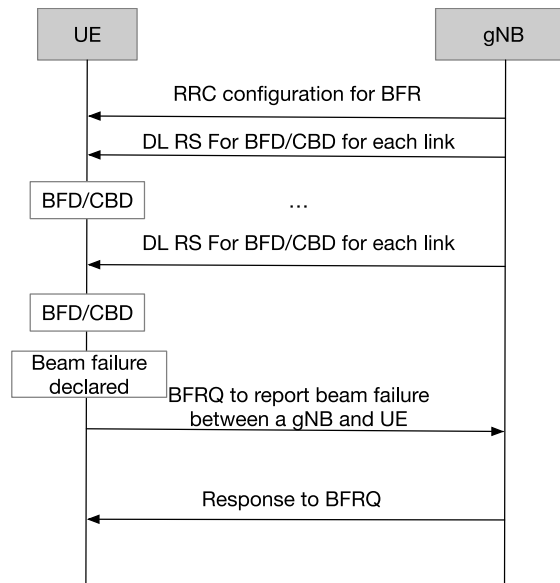 UE
gNB
RRC configuration for BFR
DL RS For BFD/CBD for each link
BFD/CBD
...
DL RS For BFD/CBD for each link
BFD/CBD
Beam failure
declared
BFRQ to report beam failure
between a gNB and UE
Response to BFRQ